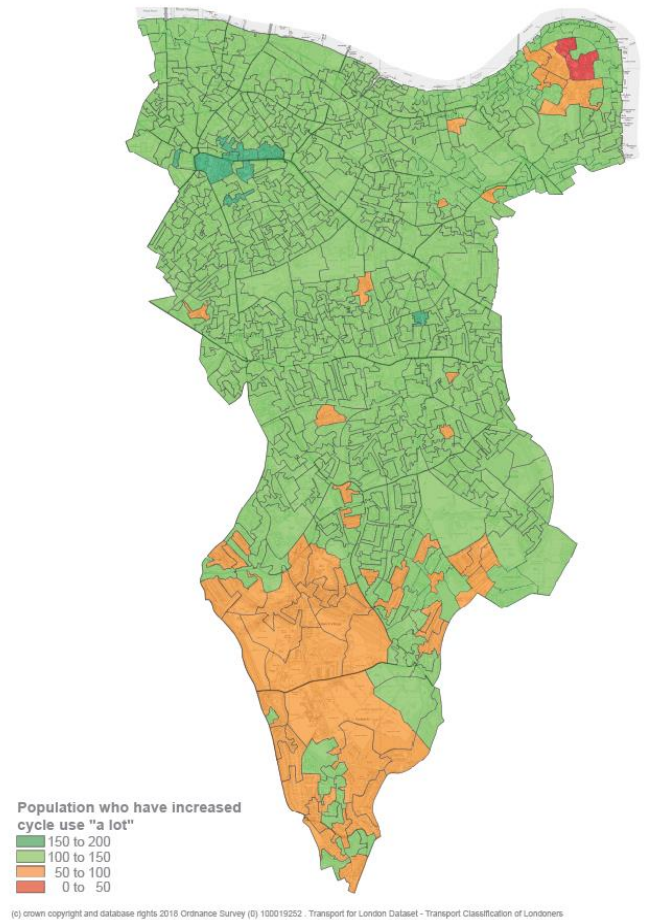 Population who have increased
cycle use "a lot"
150 to 200
100 to 150
50 to 100
0 to 50
(c) crown copyright and database rights 2016 Ordnance Survey (0) 100019252 . Transport for London Dataset - Transport Classification of Londoners